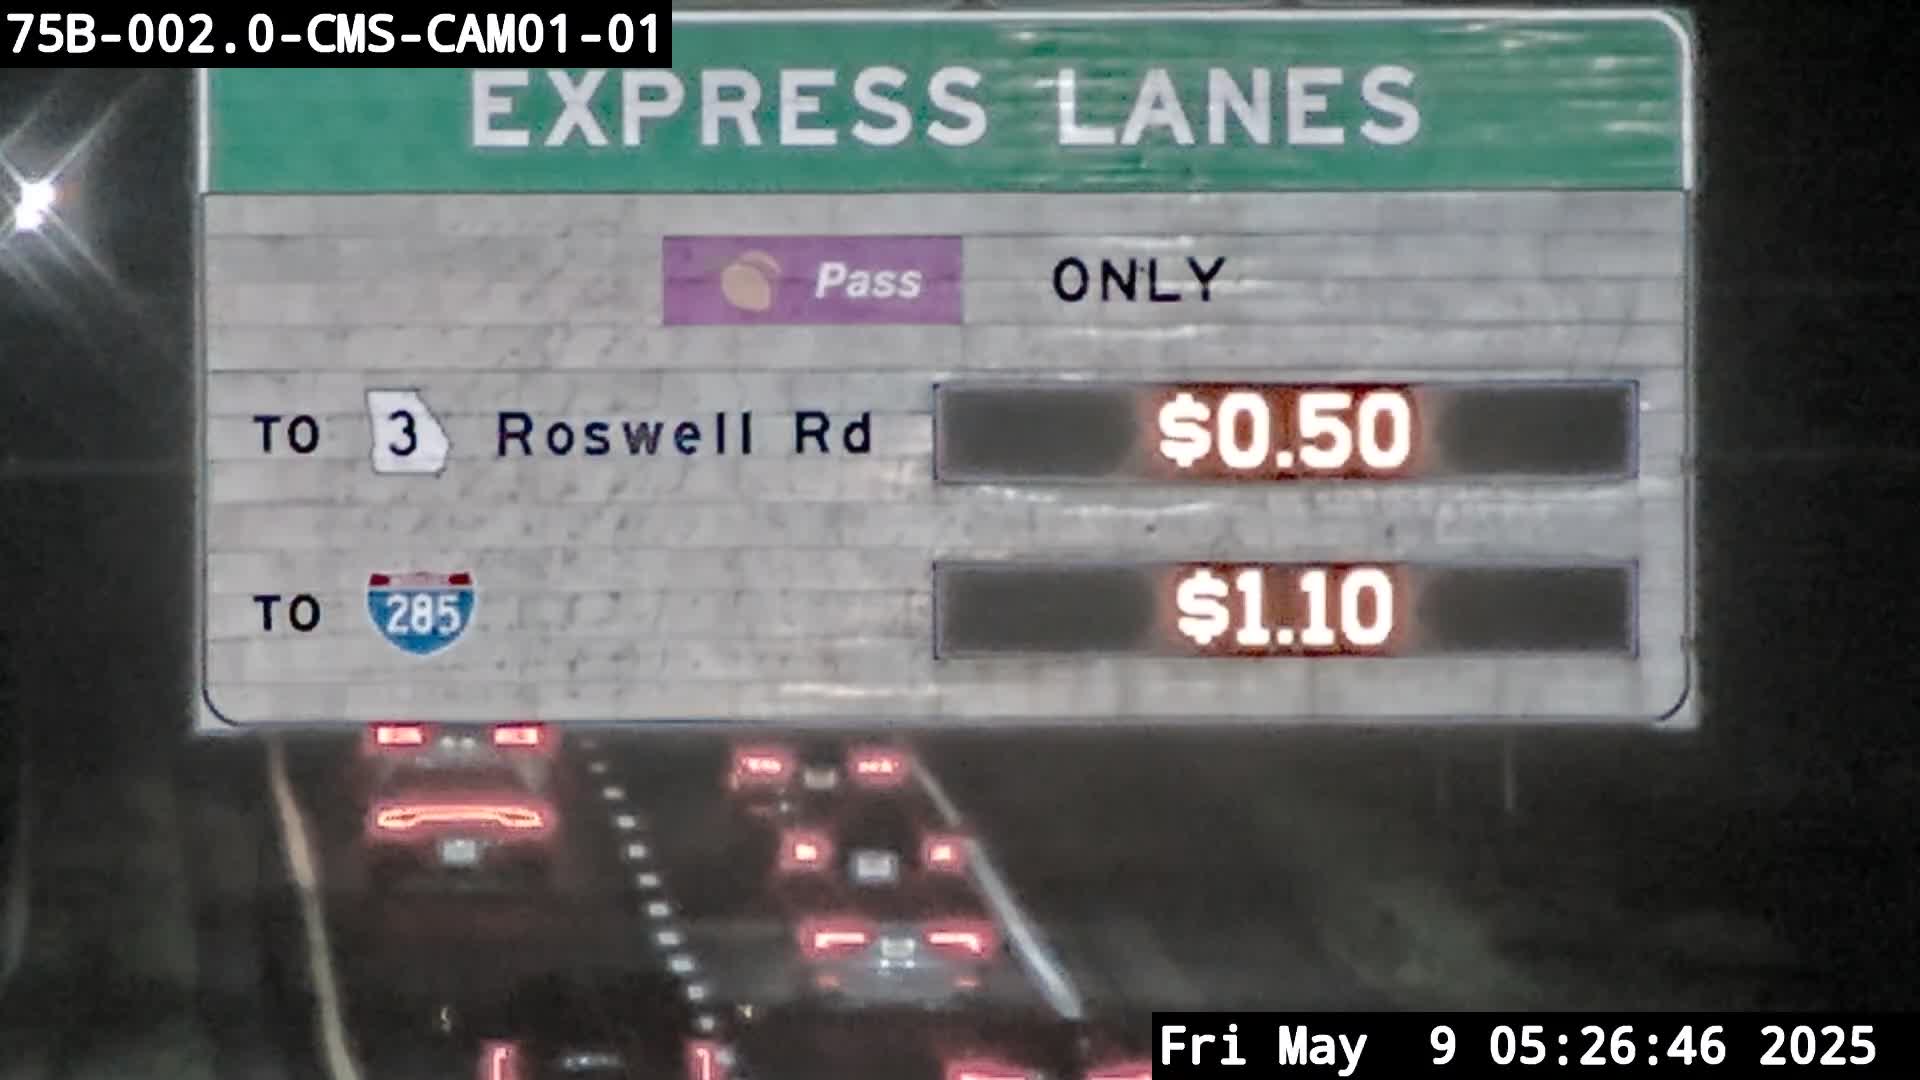 75B-002.0-CMS-CAM01-01
EXPRESS LANES
Pass ONLY
TO 3 Roswell Rd $0.50
TO 285 $1.10
Fri May 9 05:26:46 2025